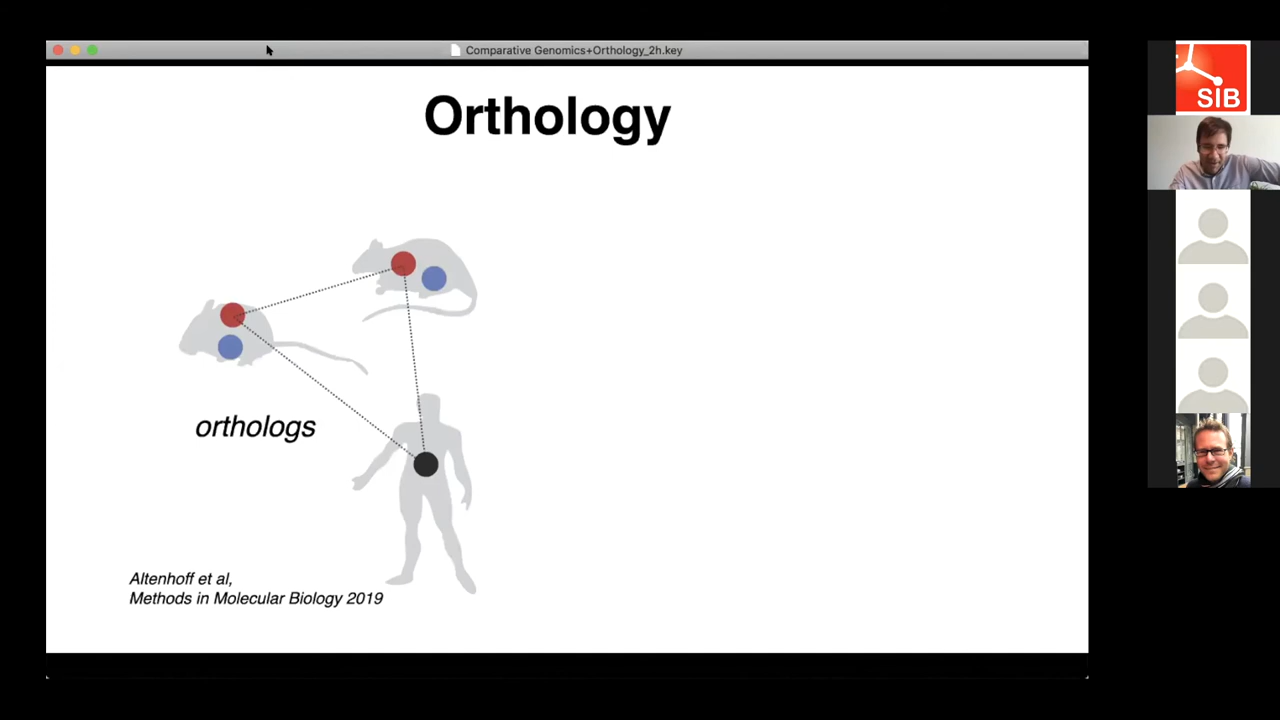 Comparative Genomics+Orthology_2h.key
SIB
Orthology
orthologs
Altenhoff et al,
Methods in Molecular Biology 2019